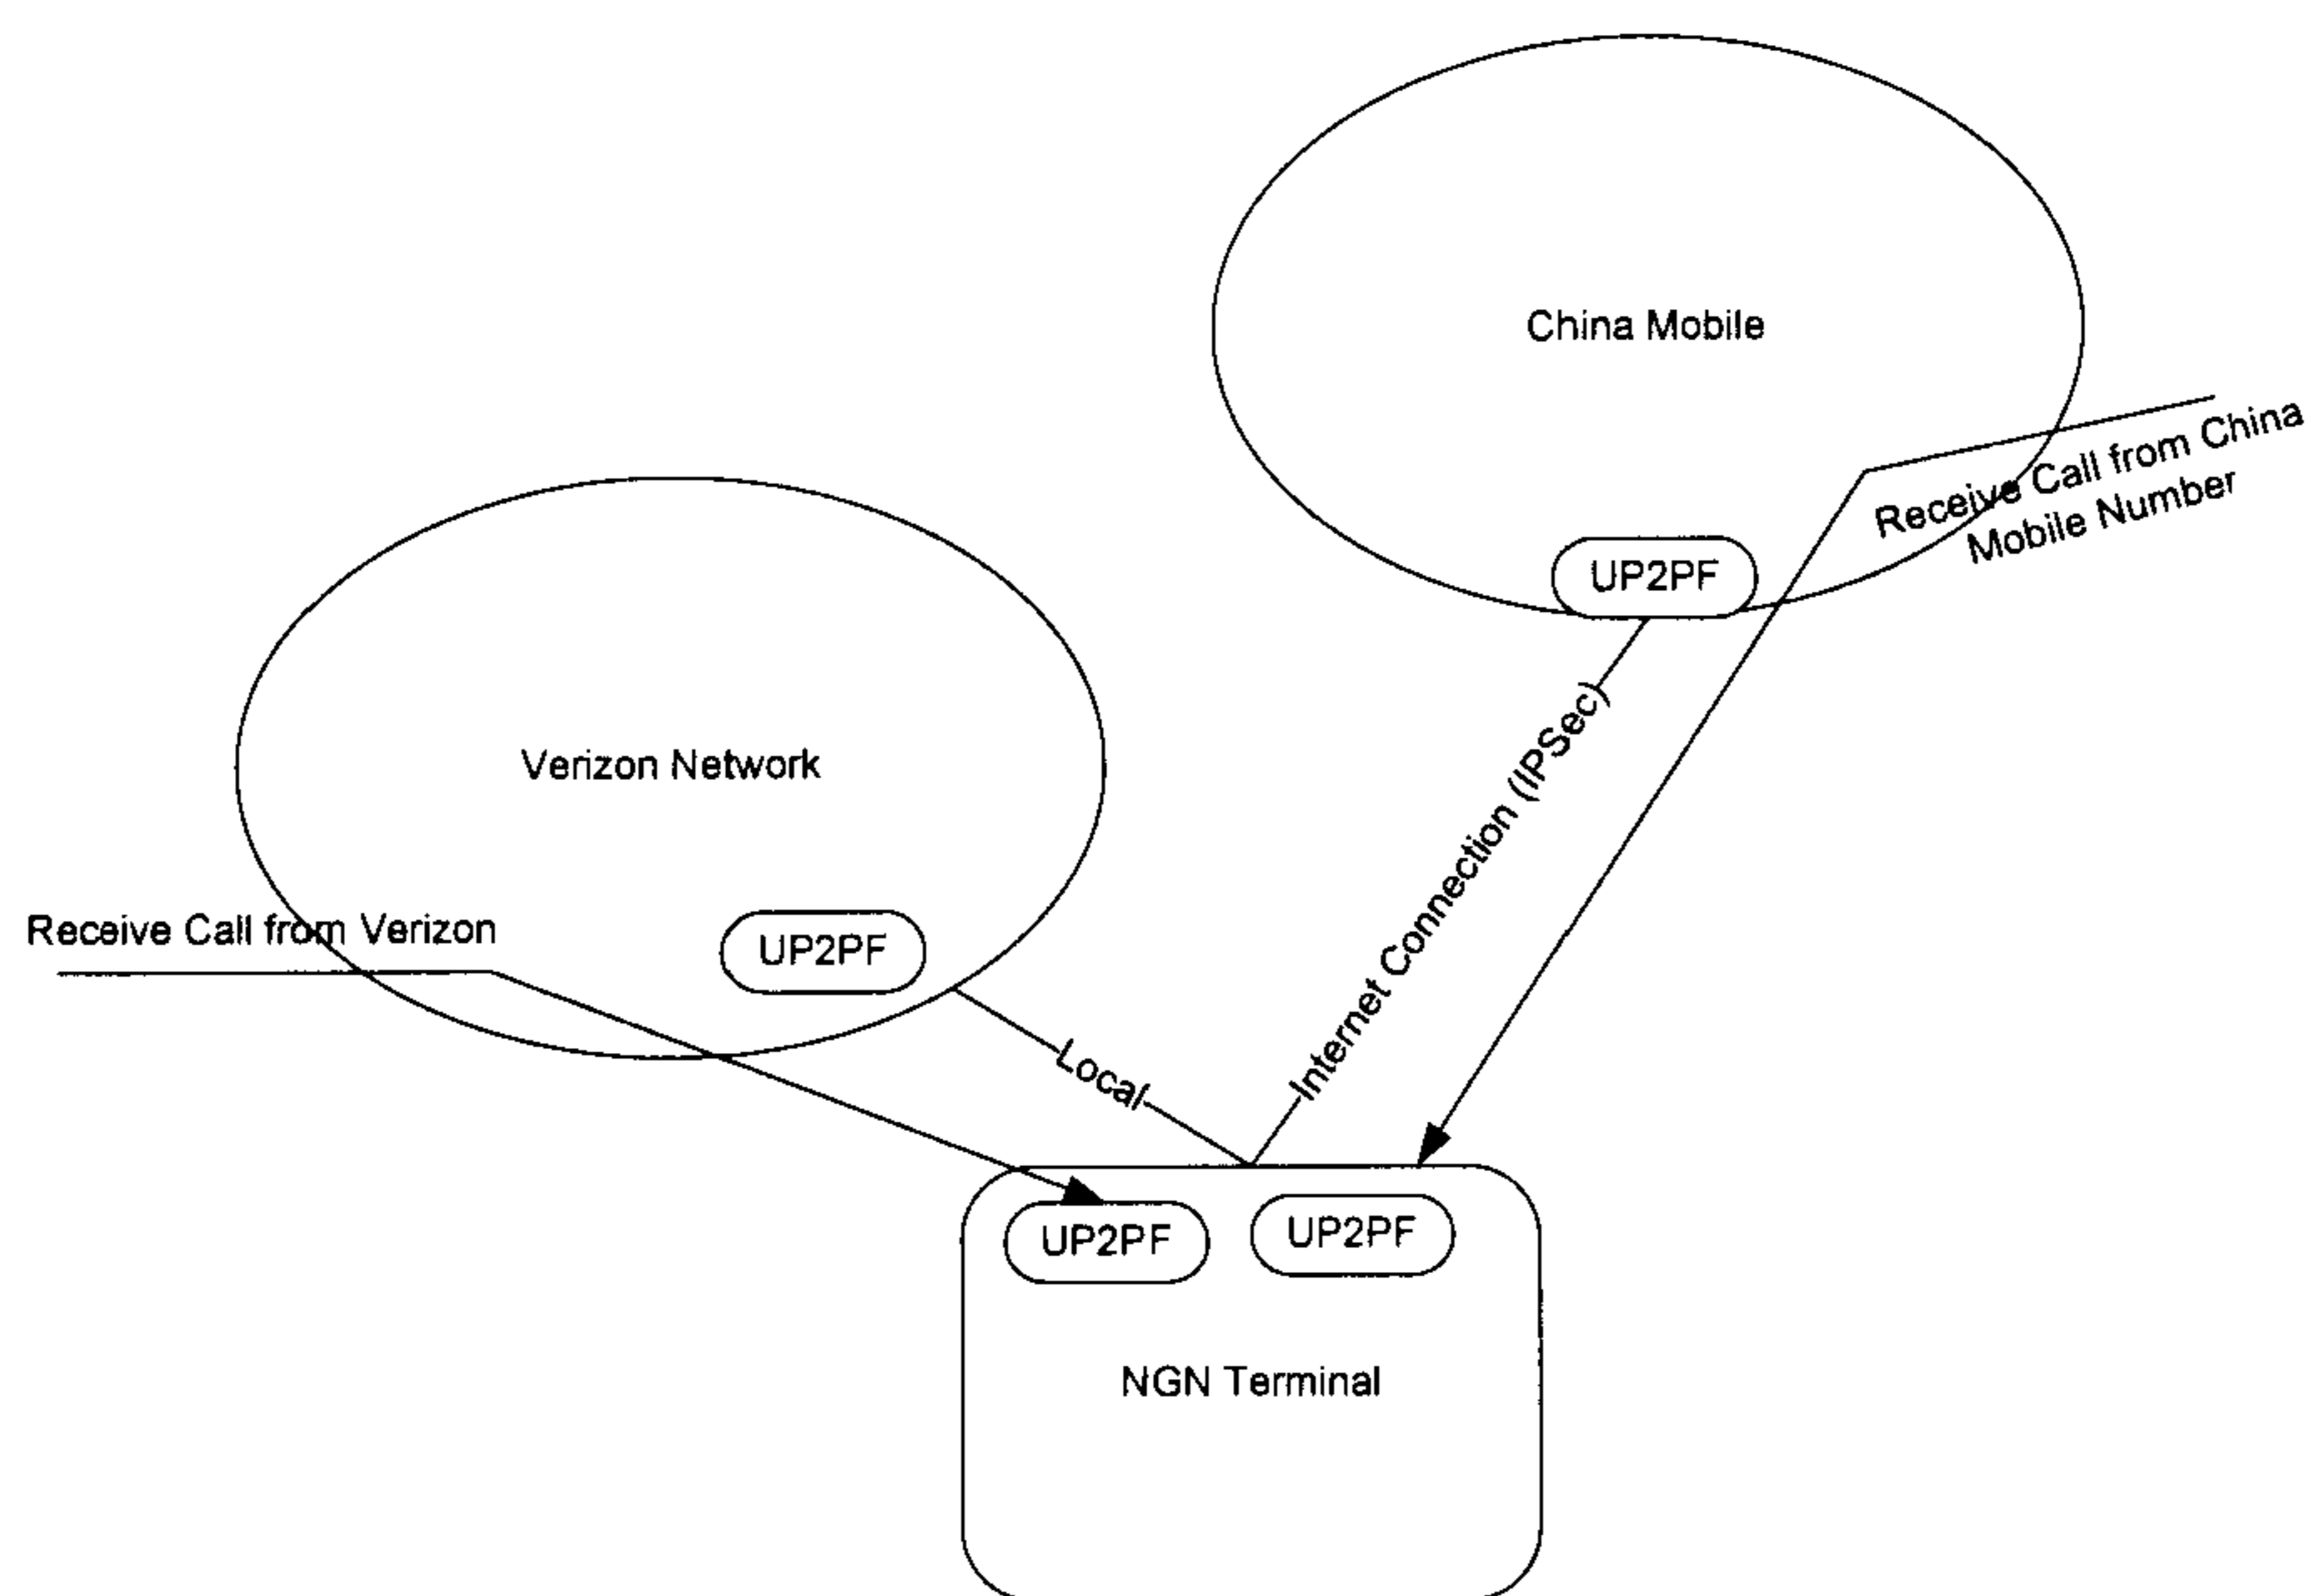 China Mobile
Receive Call from China
Mobile Number
UP2PF
Verizon Network
Internet Connection (IPSec)
Receive Call from Verizon
UP2PF
Local
UP2PF
UP2PF
NGN Terminal